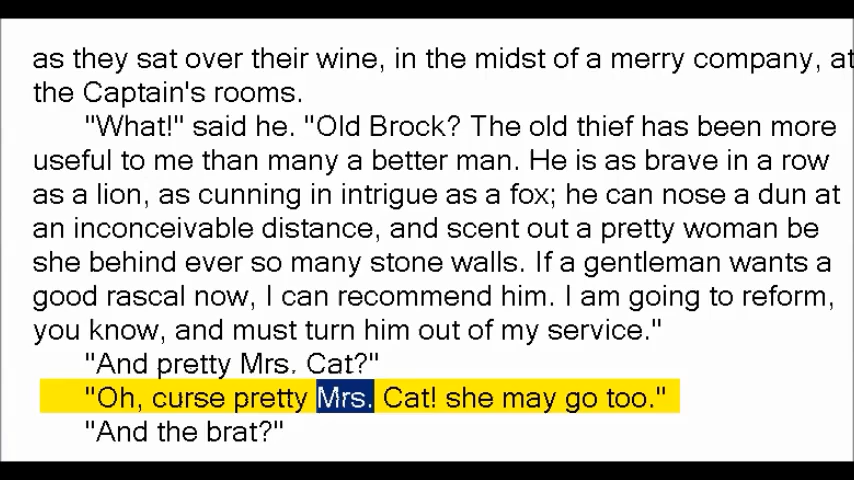 as they sat over their wine, in the midst of a merry company, at
the Captain's rooms.
"What!" said he. "Old Brock? The old thief has been more
useful to me than many a better man. He is as brave in a row
as a lion, as cunning in intrigue as a fox; he can nose a dun at
an inconceivable distance, and scent out a pretty woman be
she behind ever so many stone walls. If a gentleman wants a
good rascal now, I can recommend him. I am going to reform,
you know, and must turn him out of my service."
"And pretty Mrs. Cat?"
"Oh, curse pretty Mrs. Cat! she may go too."
"And the brat?"